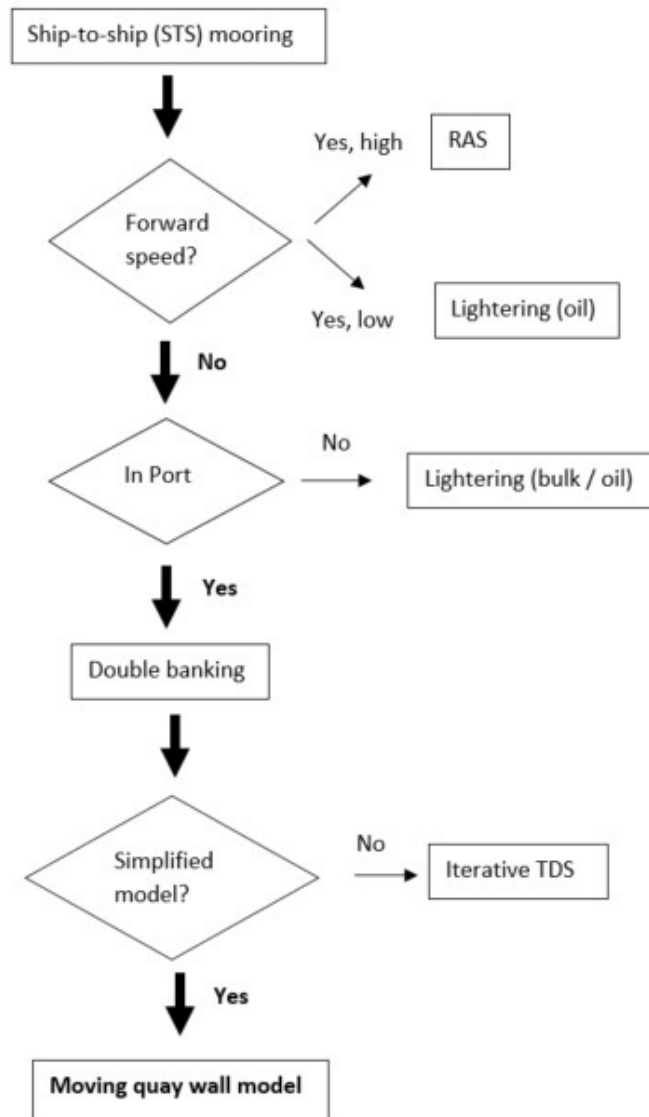 Ship-to-ship (STS) mooring
Yes, high
RAS
Forward
speed?
Yes, low
Lightering (oil)
No
In Port
No
Lightering (bulk / oil)
Yes
Double banking
Simplified
model?
No
Iterative TDS
Yes
Moving quay wall model